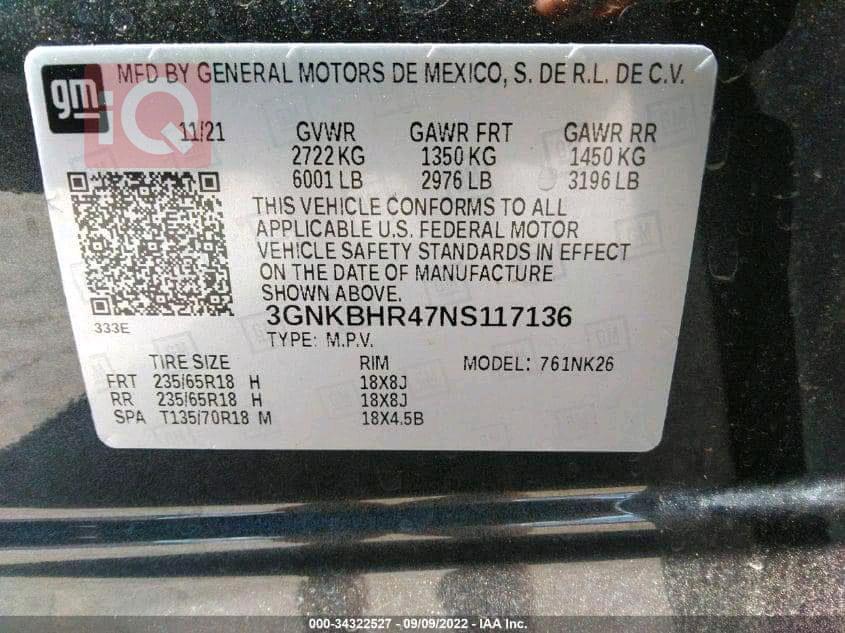 gm
iQ
MFD BY GENERAL MOTORS DE MEXICO, S. DE R.L. DE C.V.
11/21 GVWR GAWR FRT GAWR RR
2722 KG 1350 KG 1450 KG
6001 LB 2976 LB 3196 LB
THIS VEHICLE CONFORMS TO ALL
APPLICABLE U.S. FEDERAL MOTOR
VEHICLE SAFETY STANDARDS IN EFFECT
ON THE DATE OF MANUFACTURE
SHOWN ABOVE.
333E
3GNKBHR47NS117136
TYPE: M.P.V.
TIRE SIZE RIM MODEL: 761NK26
FRT 235/65R18 H 18X8J
RR 235/65R18 H 18X8J
SPA T135/70R18 M 18X4.5B
000-34322527 - 09/09/2022 - IAA Inc.